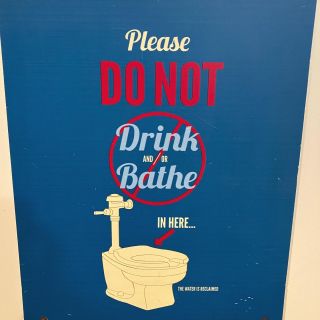 Please
DO NOT
Drink
AND / OR
Bathe
IN HERE...
THE WATER IS RECLAIMED